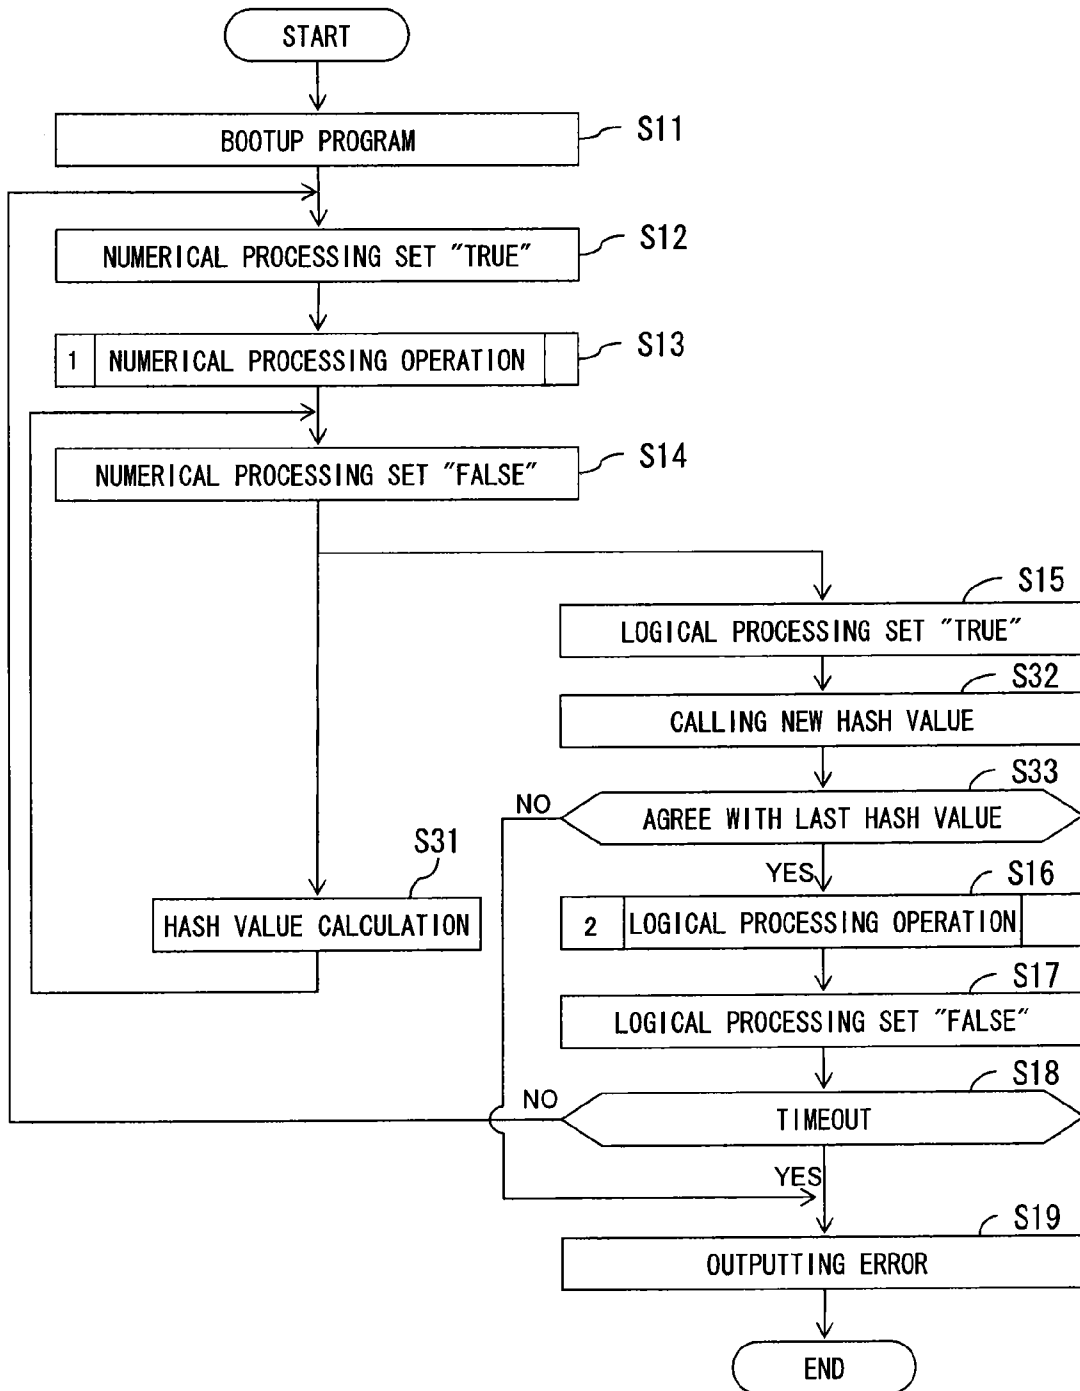 START
BOOTUP PROGRAM
S11
NUMERICAL PROCESSING SET "TRUE"
S12
1
NUMERICAL PROCESSING OPERATION
S13
NUMERICAL PROCESSING SET "FALSE"
S14
S15
LOGICAL PROCESSING SET "TRUE"
S32
CALLING NEW HASH VALUE
S33
NO
AGREE WITH LAST HASH VALUE
YES
S31
HASH VALUE CALCULATION
S16
2
LOGICAL PROCESSING OPERATION
S17
LOGICAL PROCESSING SET "FALSE"
S18
NO
TIMEOUT
YES
S19
OUTPUTTING ERROR
END